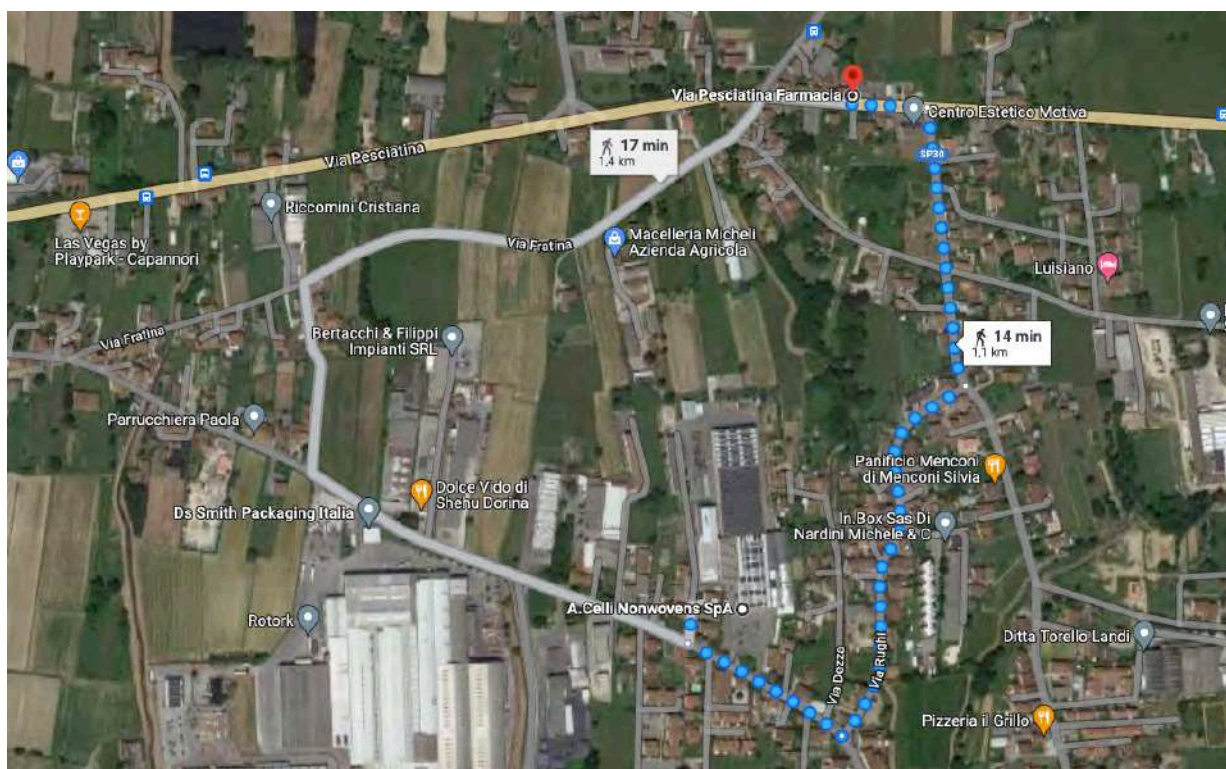 Via Pesciatina Farmacia
Centro Estetico Motiva
SP30
17 min
1,4 km
Via Pesciatina
Riccomini Cristiana
Las Vegas by
Playpark - Capannori
Via Fratina
Macelleria Micheli
Azienda Agricola
Luisiano
Via Fratina
Bertacchi & Filippi
Impianti SRL
14 min
1,1 km
Parrucchiera Paola
Panificio Menconi
di Menconi Silvia
Dolce Vido di
Shehu Dorina
Ds Smith Packaging Italia
In.Box Sas Di
Nardini Michele & C
A.Celli Nonwovens SpA
Rotork
Ditta Torello Landi
Via Dozza
Via Rughi
Pizzeria il Grillo